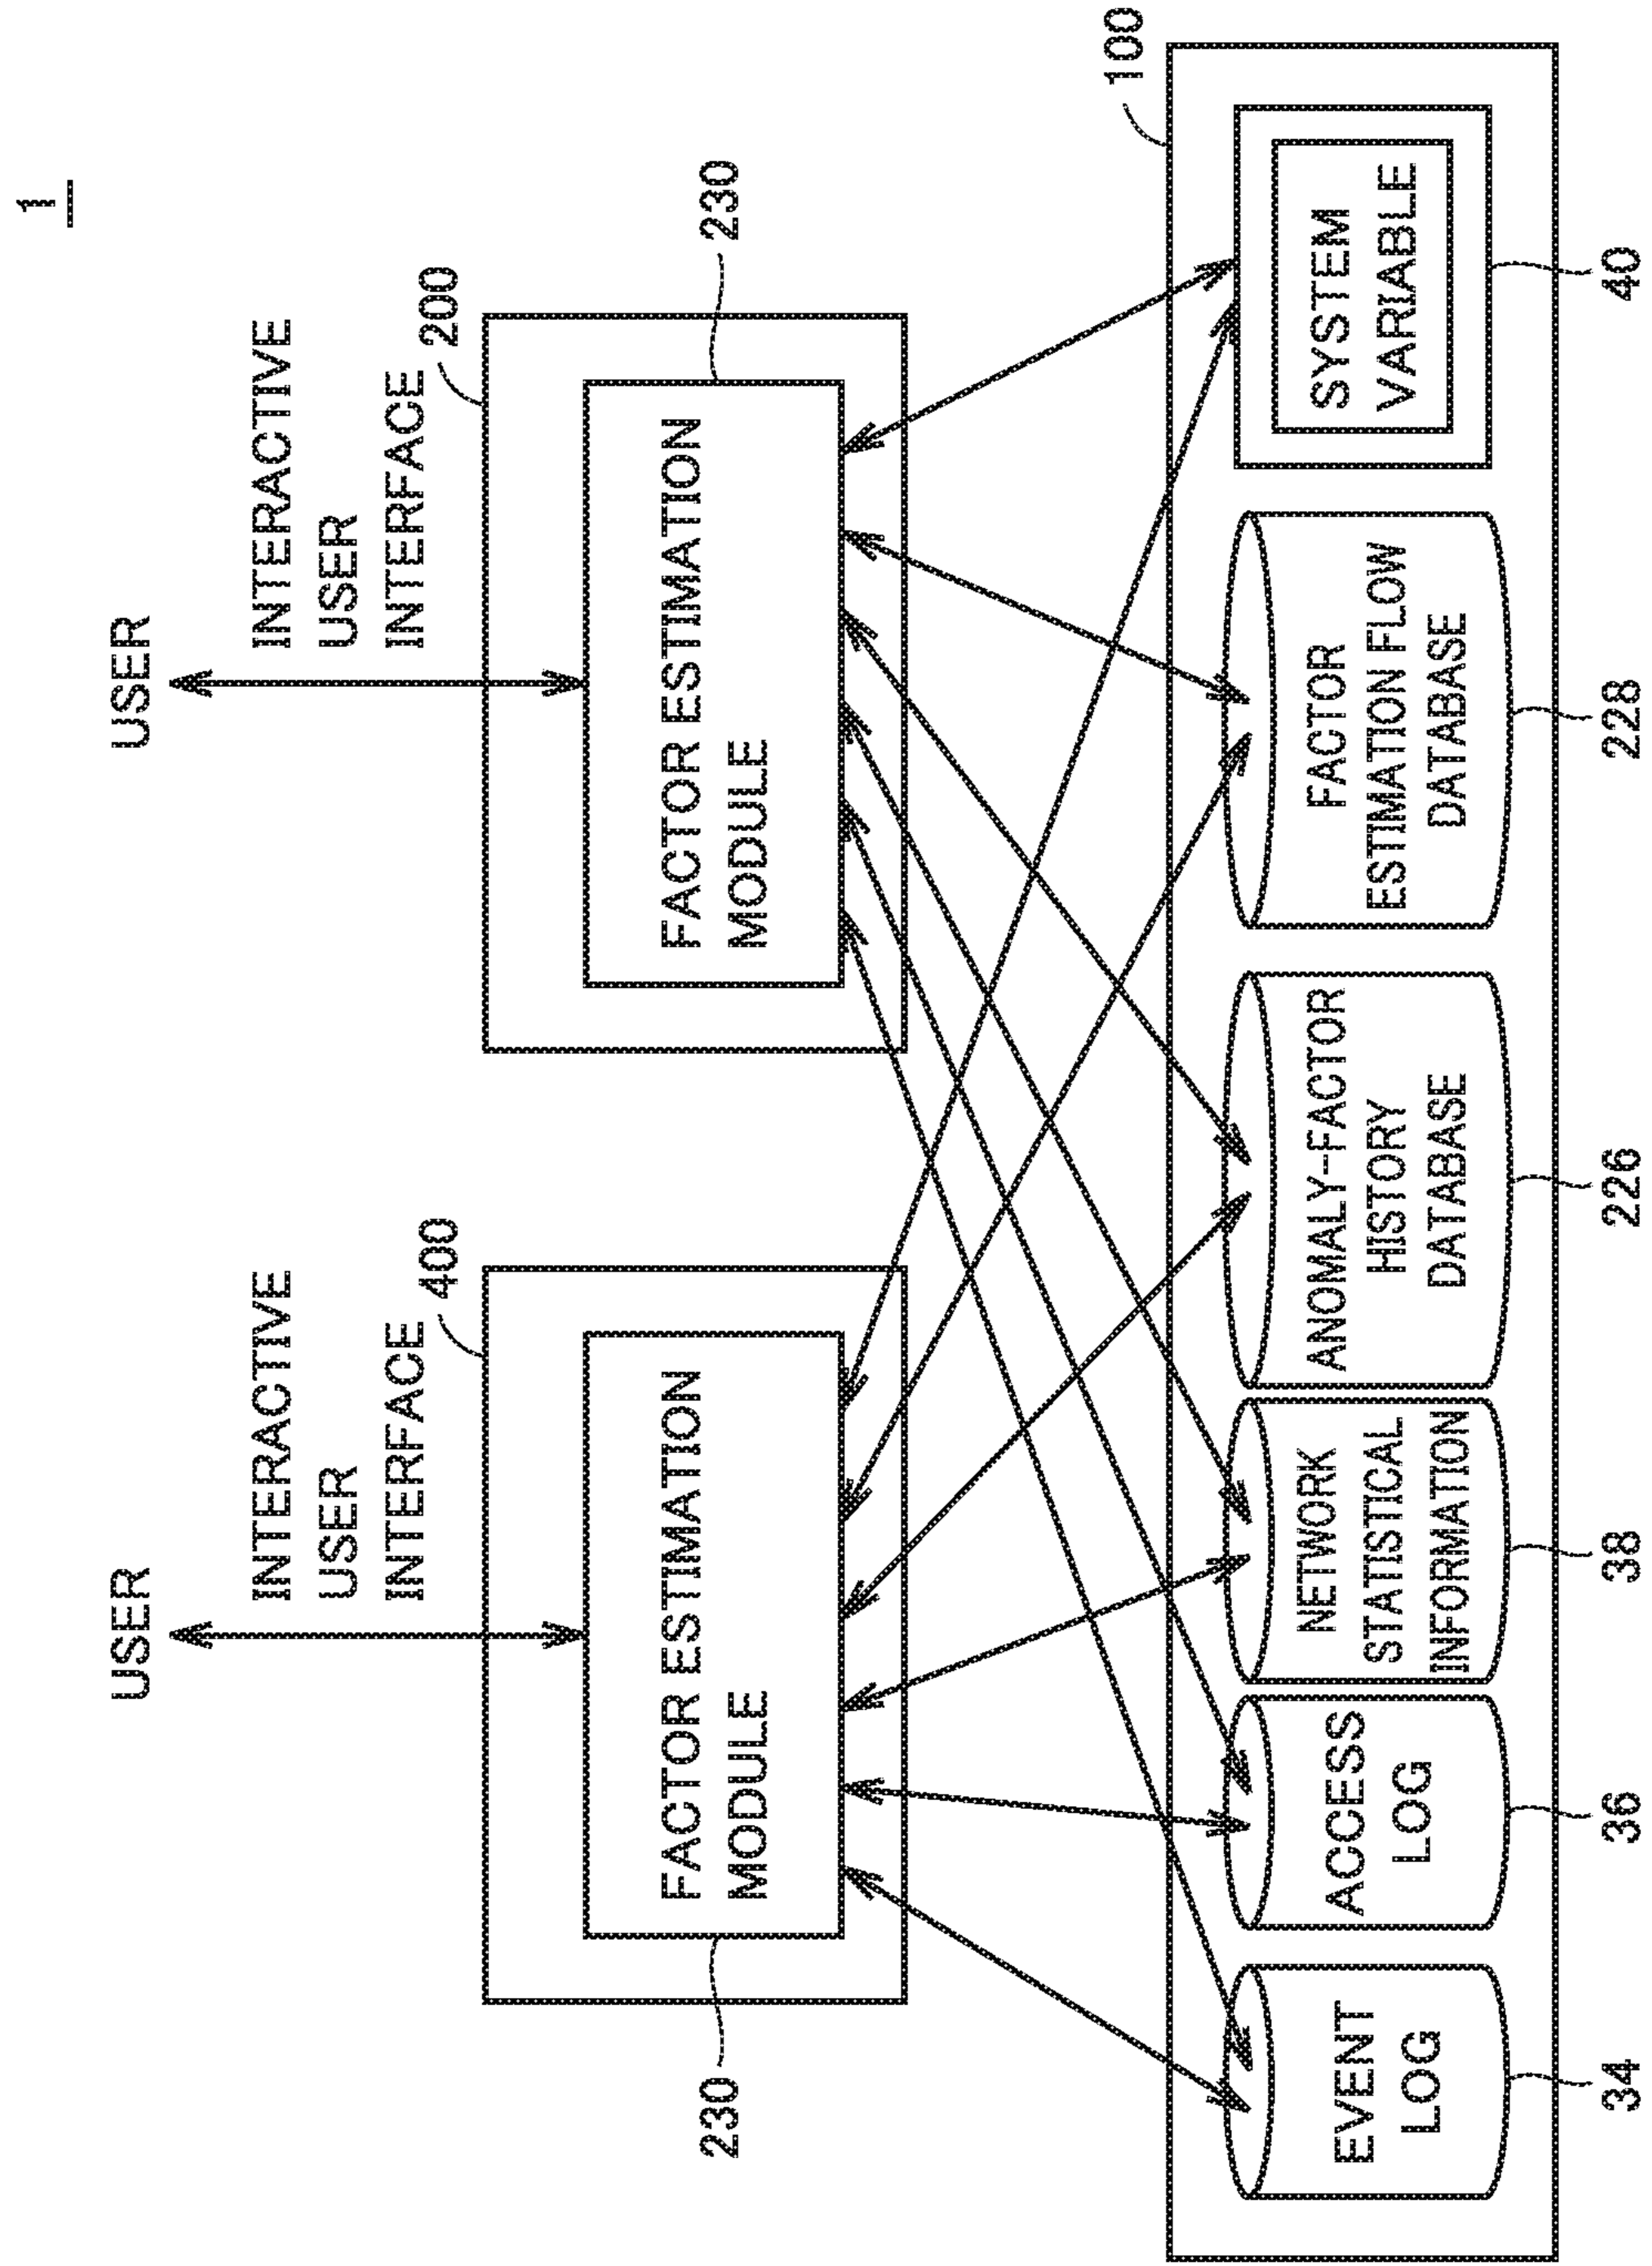 1
USER
INTERACTIVE
USER
INTERFACE
400
FACTOR ESTIMATION
MODULE
230
USER
INTERACTIVE
USER
INTERFACE
200
FACTOR ESTIMATION
MODULE
230
100
EVENT
LOG
34
ACCESS
LOG
36
NETWORK
STATISTICAL
INFORMATION
38
ANOMALY-FACTOR
HISTORY
DATABASE
226
FACTOR
ESTIMATION FLOW
DATABASE
228
SYSTEM
VARIABLE
40